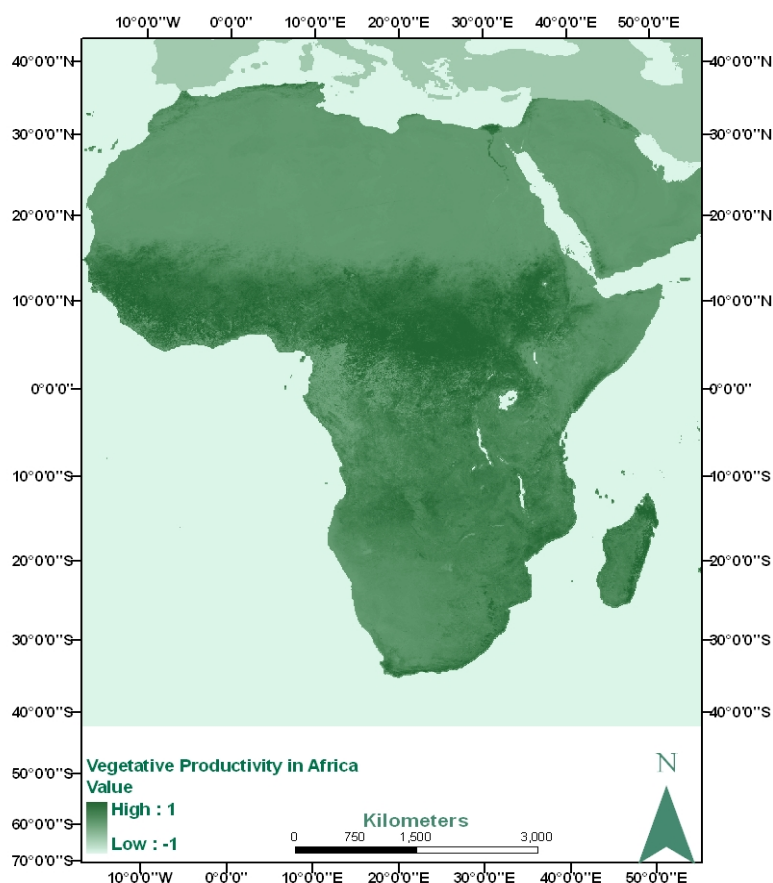 10°0'0"W 0°0'0" 10°0'0"E 20°0'0"E 30°0'0"E 40°0'0"E 50°0'0"E
40°0'0"N 40°0'0"N
30°0'0"N 30°0'0"N
20°0'0"N 20°0'0"N
10°0'0"N 10°0'0"N
0°0'0" 0°0'0"
10°0'0"S 10°0'0"S
20°0'0"S 20°0'0"S
30°0'0"S 30°0'0"S
40°0'0"S 40°0'0"S
50°0'0"S
60°0'0"S
70°0'0"S
Vegetative Productivity in Africa
Value
High : 1
Low : -1
Kilometers
0 750 1,500 3,000
N
10°0'0"W 0°0'0" 10°0'0"E 20°0'0"E 30°0'0"E 40°0'0"E 50°0'0"E